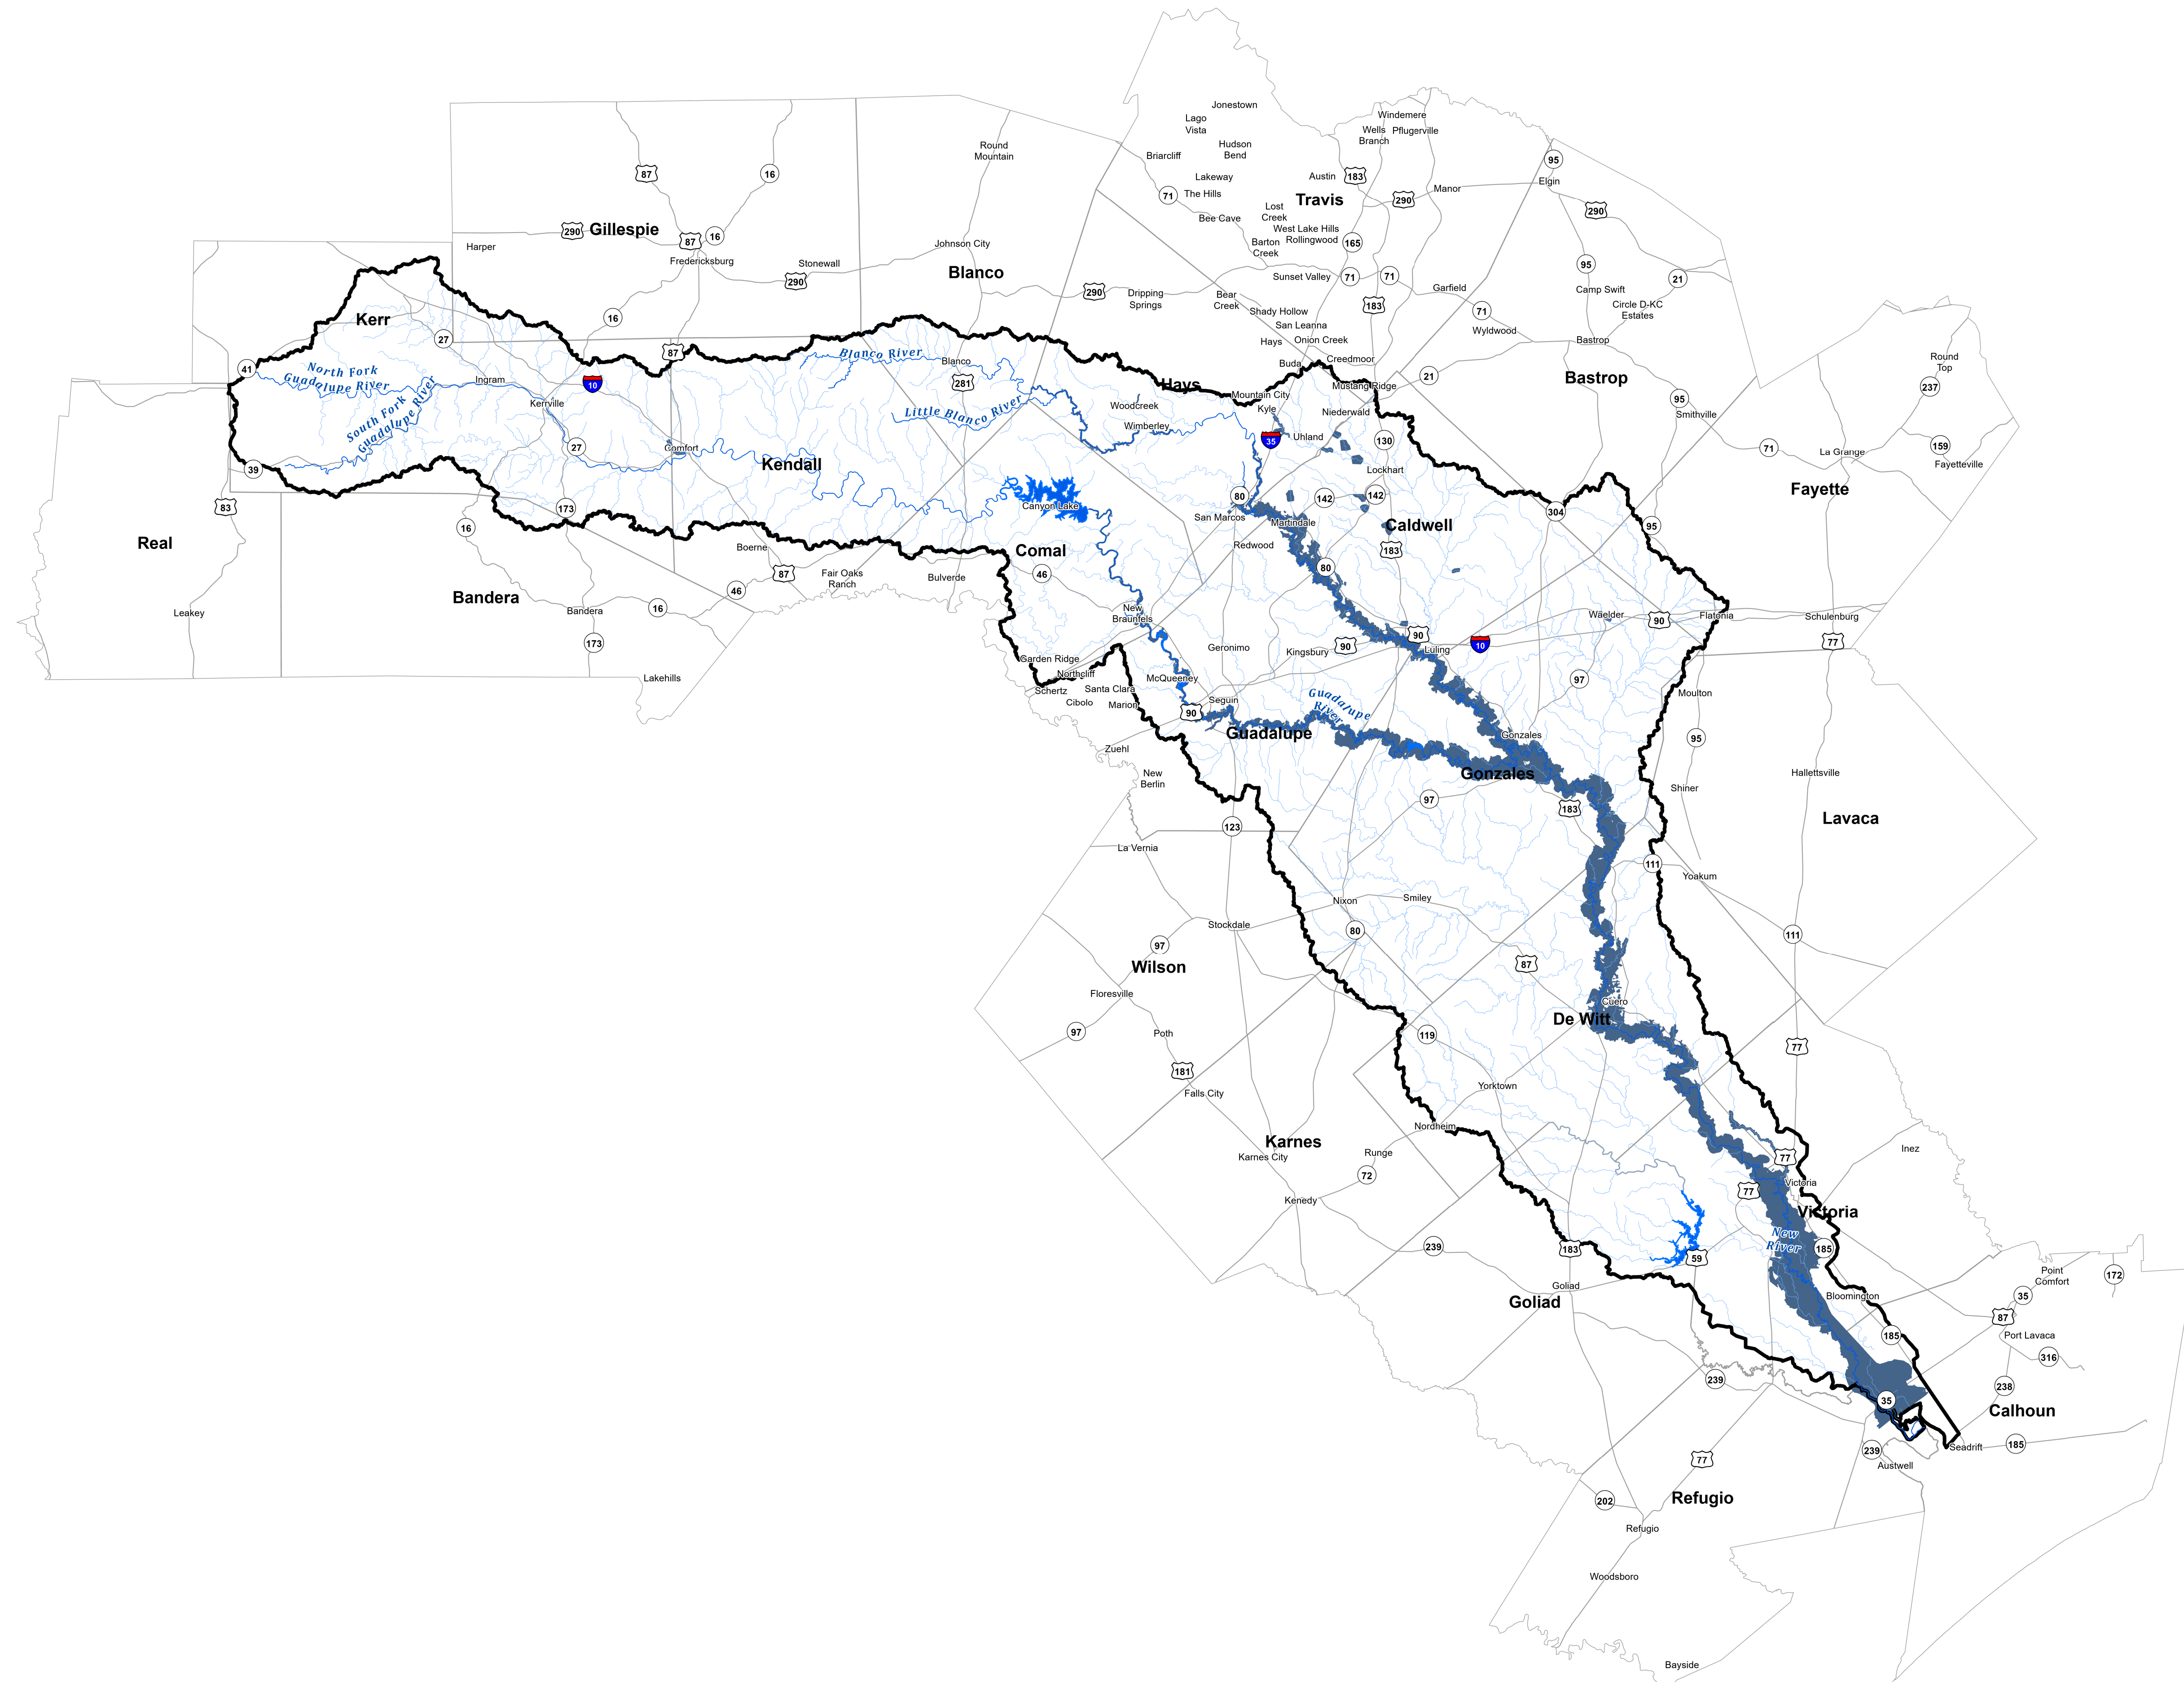 Jonestown
Lago
Vista
Windemere
Wells
Branch
Pflugerville
Round
Mountain
Hudson
Bend
Briarcliff
95
87
16
Lakeway
Austin
183
Elgin
The Hills
71
Travis
Manor
290
290
Lost
Creek
Bee Cave
West Lake Hills
Rollingwood
Gillespie
290
87
16
Harper
Johnson City
Barton
Creek
165
Fredericksburg
Stonewall
290
Blanco
Sunset Valley
71
71
95
21
290
Dripping
Springs
Bear
Creek
Garfield
Camp Swift
Circle D-KC
Estates
183
Shady Hollow
71
Wyldwood
Kerr
16
San Leanna
Hays
Onion Creek
Bastrop
27
87
Blanco River
Blanco
Buda
Creedmoor
Round
Top
41
North Fork
Guadalupe River
Ingram
10
281
Hays
Mustang Ridge
21
Bastrop
237
South Fork
Guadalupe River
Kerrville
Little Blanco River
Woodcreek
Mountain City
Kyle
Niederwald
95
Smithville
Wimberley
35
Uhland
130
159
27
Comfort
71
La Grange
Fayetteville
39
Kendall
Lockhart
83
173
Canyon Lake
80
142
142
Fayette
16
San Marcos
Martindale
Caldwell
304
95
Real
Boerne
Comal
Redwood
183
87
Fair Oaks
Ranch
Bulverde
46
80
Bandera
46
Leakey
Bandera
16
New
Braunfels
Waelder
90
Flatonia
Schulenburg
173
Geronimo
Kingsbury
90
90
Luling
10
77
Garden Ridge
Northcliff
McQueeney
97
Lakehills
Schertz
Santa Clara
Cibolo
Marion
Seguin
Guadalupe
River
Moulton
90
Guadalupe
Gonzales
95
Zuehl
New
Berlin
Gonzales
Hallettsville
Shiner
97
183
123
Lavaca
La Vernia
111
Yoakum
Nixon
Smiley
Stockdale
80
111
97
Wilson
87
Floresville
Cuero
97
Poth
De Witt
119
77
181
Falls City
Yorktown
Nordheim
Karnes
Runge
Inez
Karnes City
72
77
Kenedy
77
Victoria
Victoria
New
River
239
183
59
185
Point
Comfort
172
Goliad
Goliad
Bloomington
35
87
185
Port Lavaca
316
239
35
238
Calhoun
239
Seadrift
185
77
Austwell
202
Refugio
Refugio
Woodsboro
Bayside